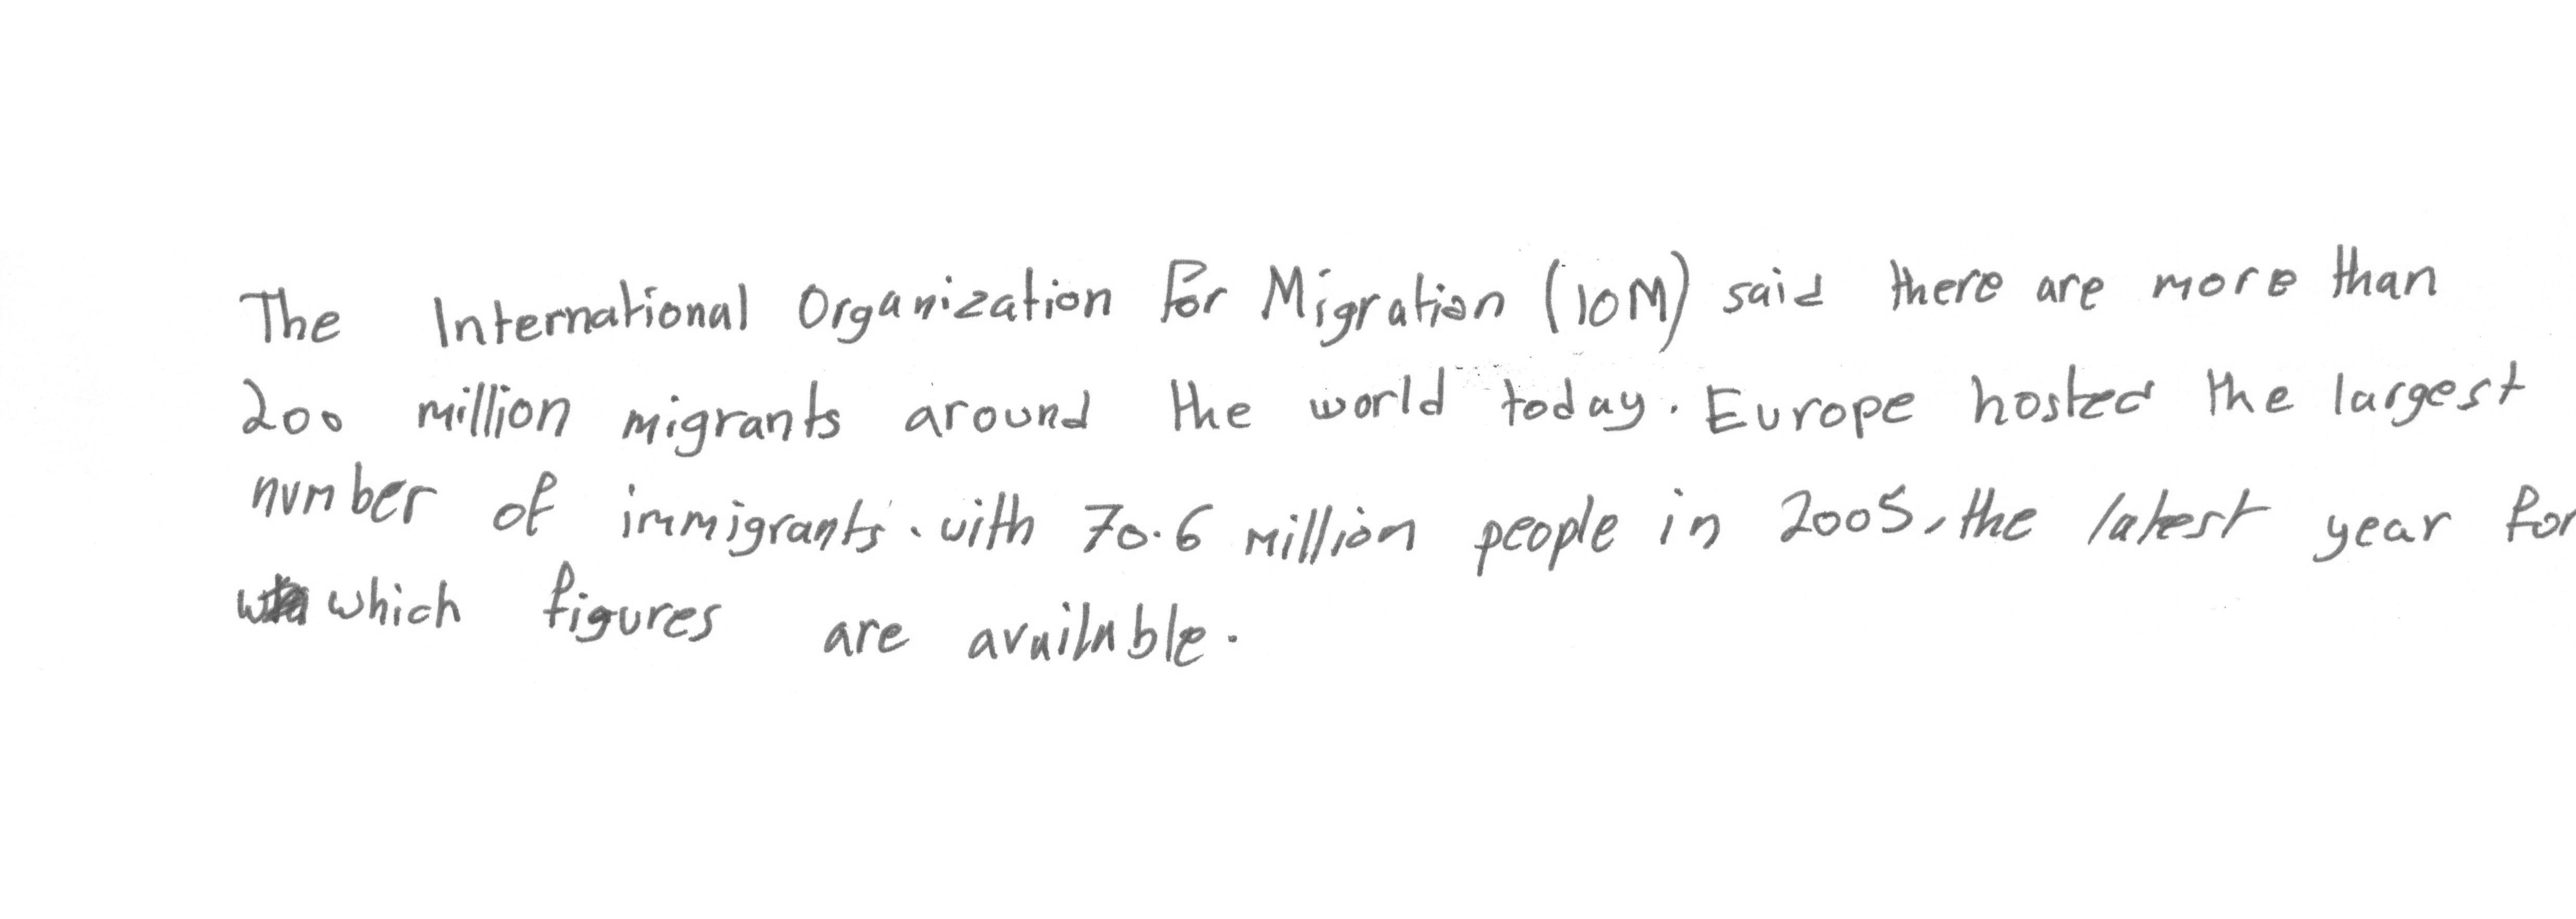 The International Organization for Migration (IOM) said there are more than
200 million migrants around the world today. Europe hosted the largest
number of immigrants, with 70.6 million people in 2005, the latest year for
which figures are available.